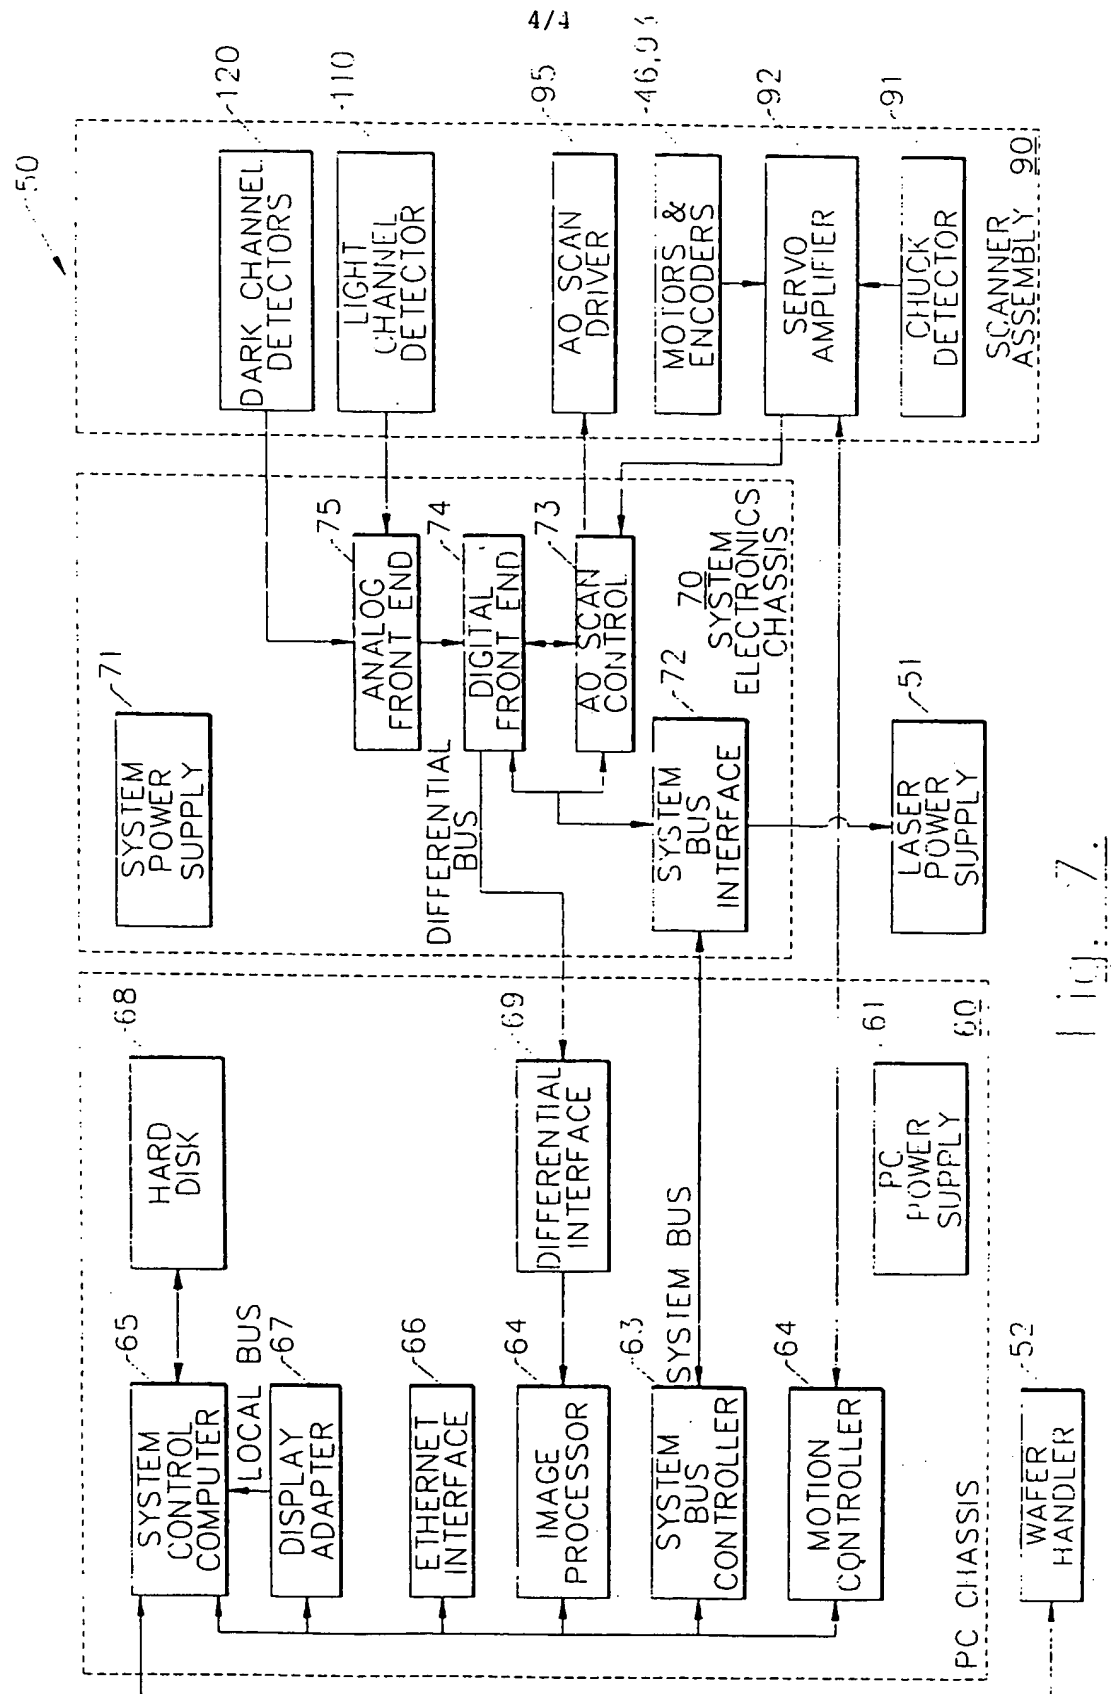 4/4
50
SYSTEM
CONTROL
COMPUTER
65
HARD
DISK
68
LOCAL BUS
DISPLAY
ADAPTER
67
ETHERNET
INTERFACE
66
IMAGE
PROCESSOR
64
DIFFERENTIAL
INTERFACE
69
SYSTEM
BUS
CONTROLLER
63
SYSTEM BUS
MOTION
CONTROLLER
64
PC
POWER
SUPPLY
61
PC CHASSIS
60
WAFER
HANDLER
52
SYSTEM
POWER
SUPPLY
71
ANALOG
FRONT END
75
DIFFERENTIAL
BUS
DIGITAL
FRONT END
74
AO SCAN
CONTROL
73
SYSTEM
BUS
INTERFACE
72
70
SYSTEM
ELECTRONICS
CHASSIS
LASER
POWER
SUPPLY
51
DARK CHANNEL
DETECTORS
120
LIGHT
CHANNEL
DETECTOR
110
AO SCAN
DRIVER
95
MOTORS &
ENCODERS
46,93
SERVO
AMPLIFIER
92
CHUCK
DETECTOR
91
SCANNER
ASSEMBLY
90
Fig. 7.